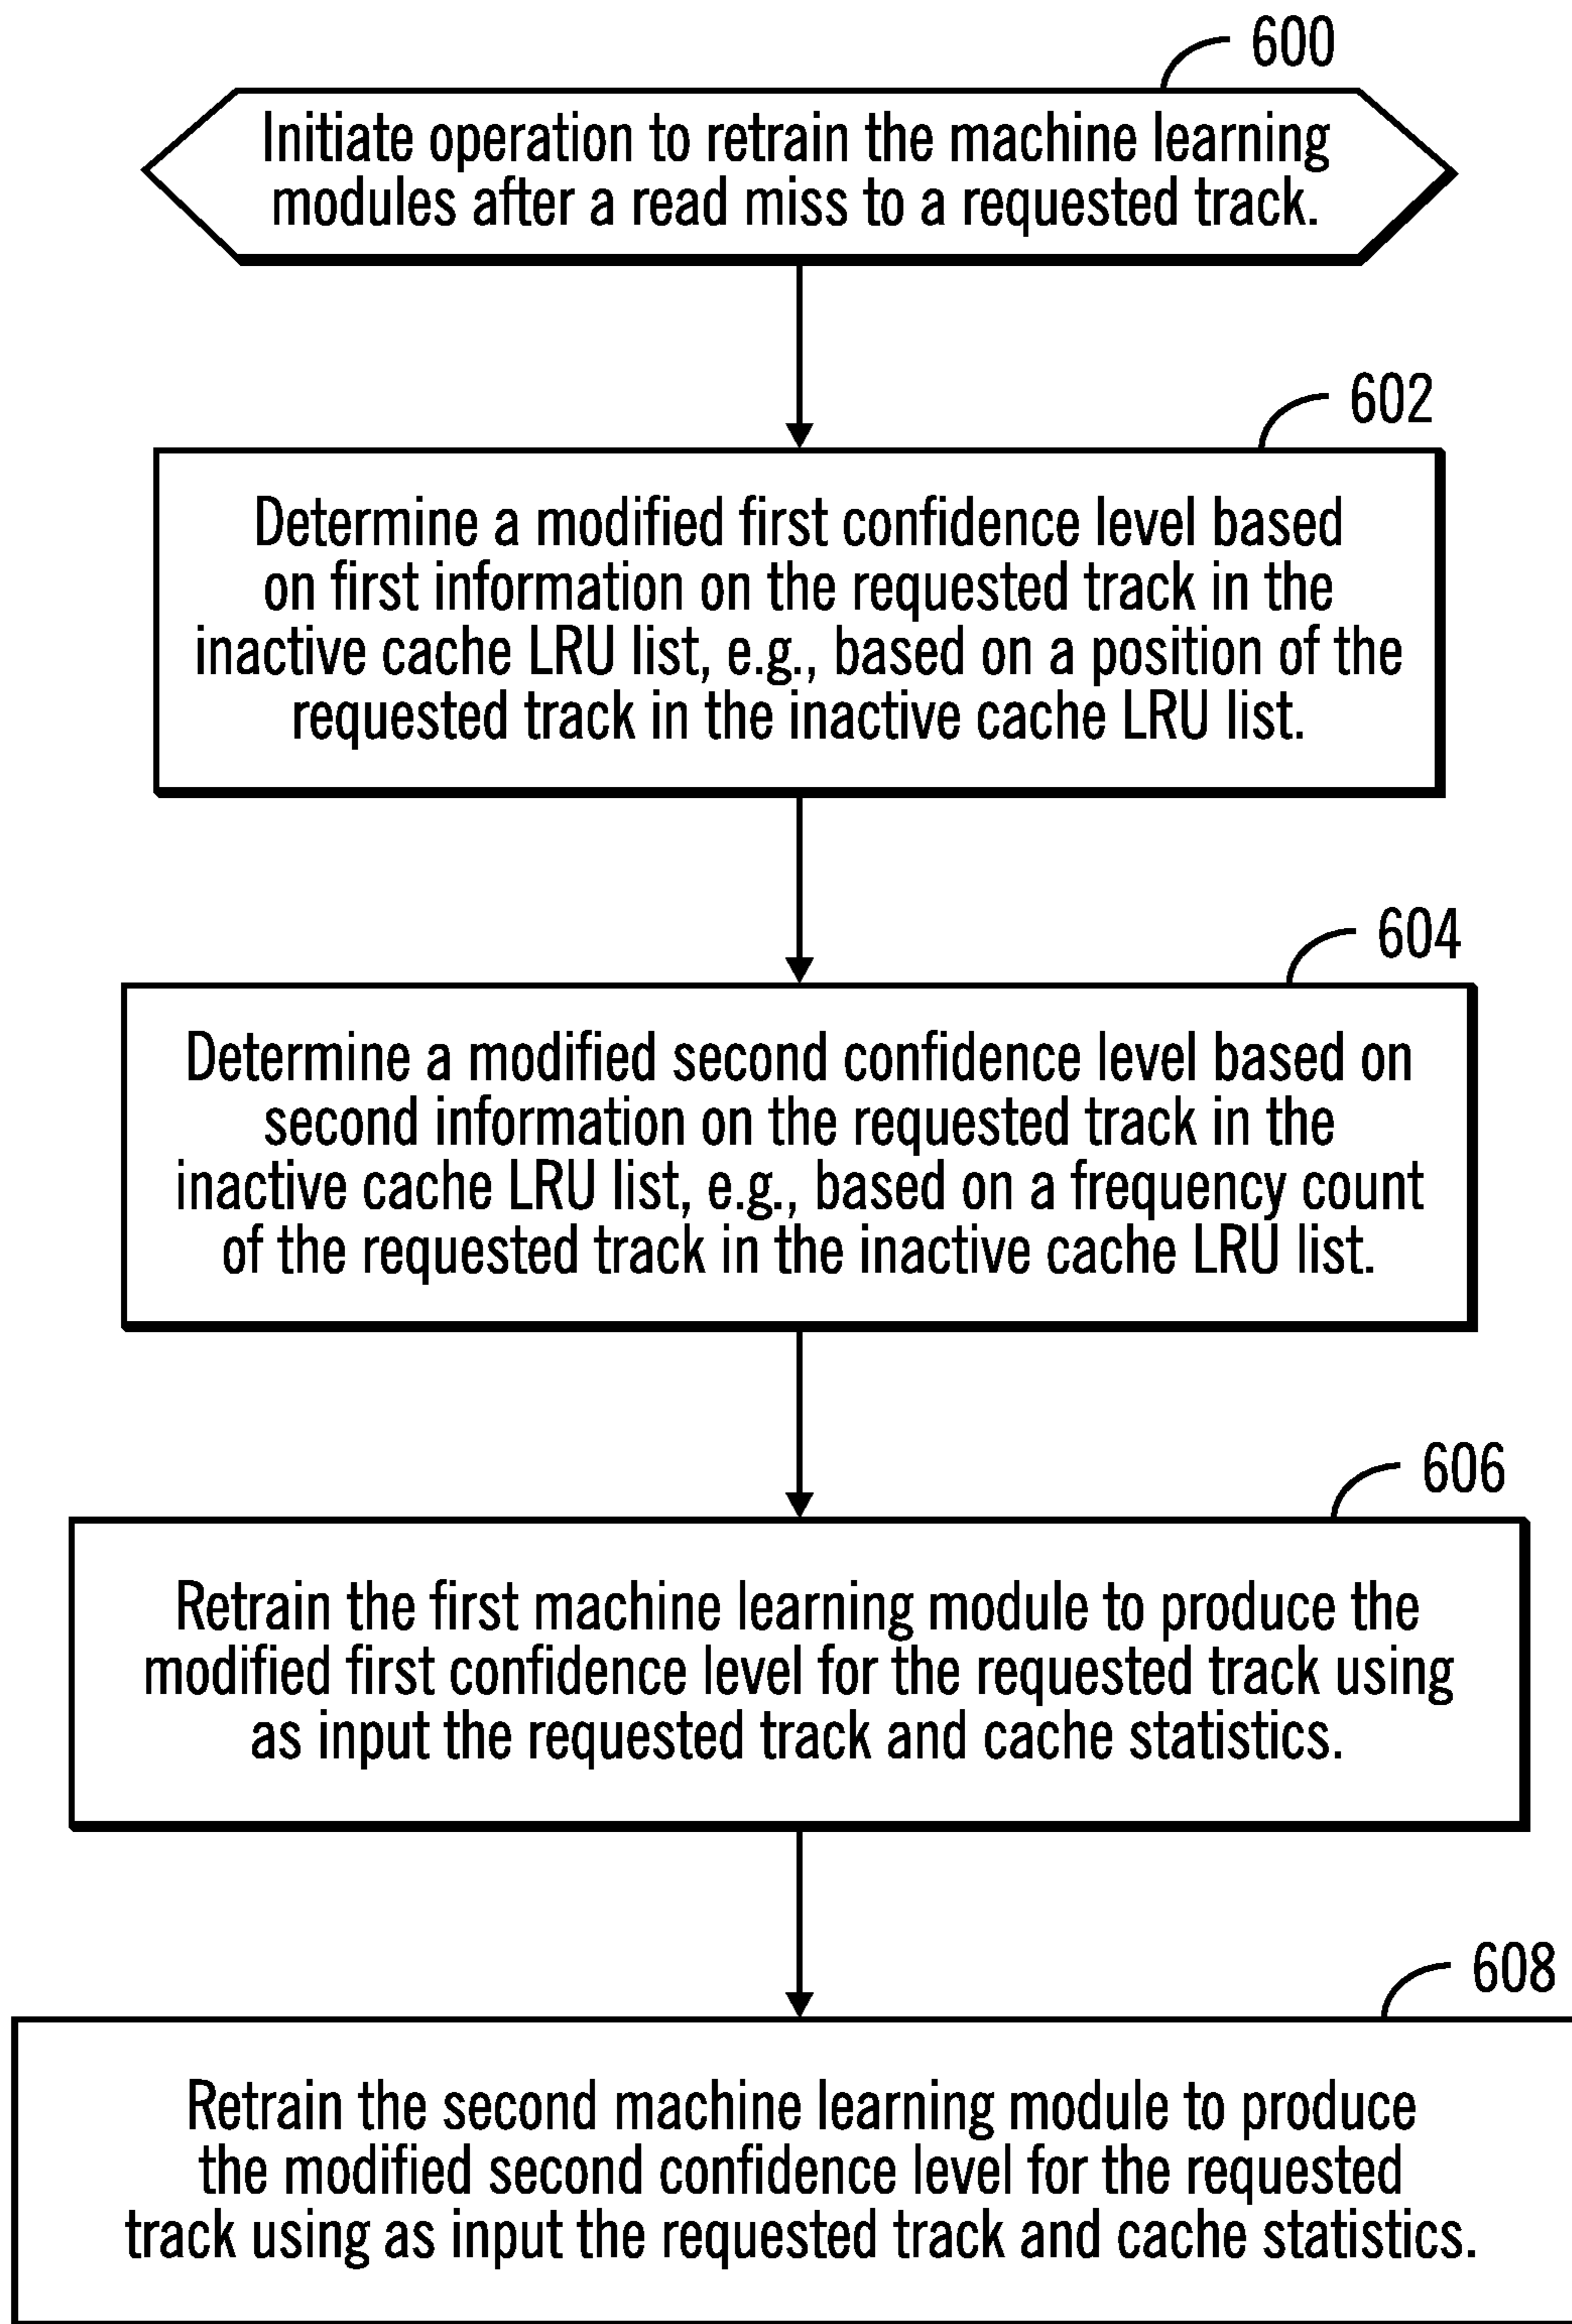 600
Initiate operation to retrain the machine learning
modules after a read miss to a requested track.
602
Determine a modified first confidence level based
on first information on the requested track in the
inactive cache LRU list, e.g., based on a position of the
requested track in the inactive cache LRU list.
604
Determine a modified second confidence level based on
second information on the requested track in the
inactive cache LRU list, e.g., based on a frequency count
of the requested track in the inactive cache LRU list.
606
Retrain the first machine learning module to produce the
modified first confidence level for the requested track using
as input the requested track and cache statistics.
608
Retrain the second machine learning module to produce
the modified second confidence level for the requested
track using as input the requested track and cache statistics.